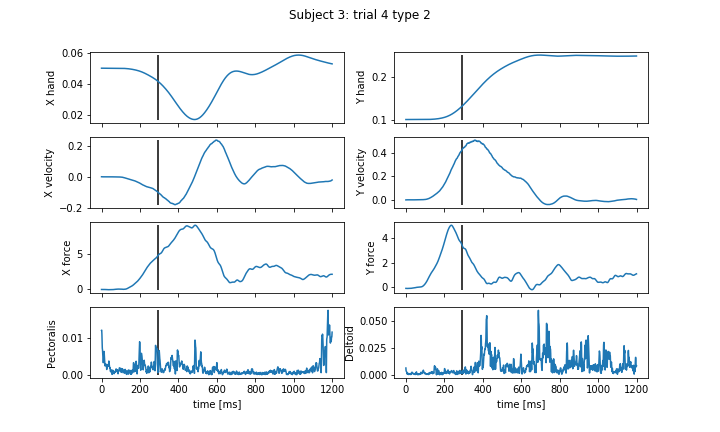 Subject 3: trial 4 type 2
X hand
0.06
0.04
0.02
Y hand
0.2
0.1
X velocity
0.2
0.0
−0.2
Y velocity
0.4
0.2
0.0
X force
5
0
Y force
4
2
0
Pectoralis
0.01
0.00
0 200 400 600 800 1000 1200
time [ms]
Deltoid
0.050
0.025
0.000
0 200 400 600 800 1000 1200
time [ms]